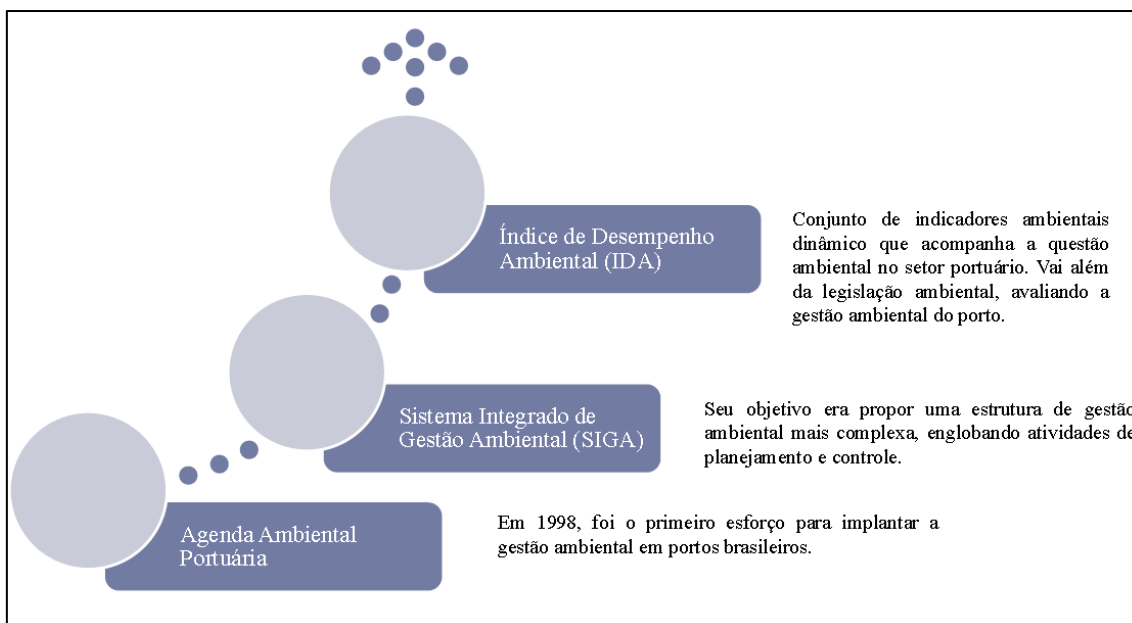 Índice de Desempenho
Ambiental (IDA)
Conjunto de indicadores ambientais
dinâmico que acompanha a questão
ambiental no setor portuário. Vai além
da legislação ambiental, avaliando a
gestão ambiental do porto.
Sistema Integrado de
Gestão Ambiental (SIGA)
Seu objetivo era propor uma estrutura de gestão
ambiental mais complexa, englobando atividades de
planejamento e controle.
Agenda Ambiental
Portuária
Em 1998, foi o primeiro esforço para implantar a
gestão ambiental em portos brasileiros.